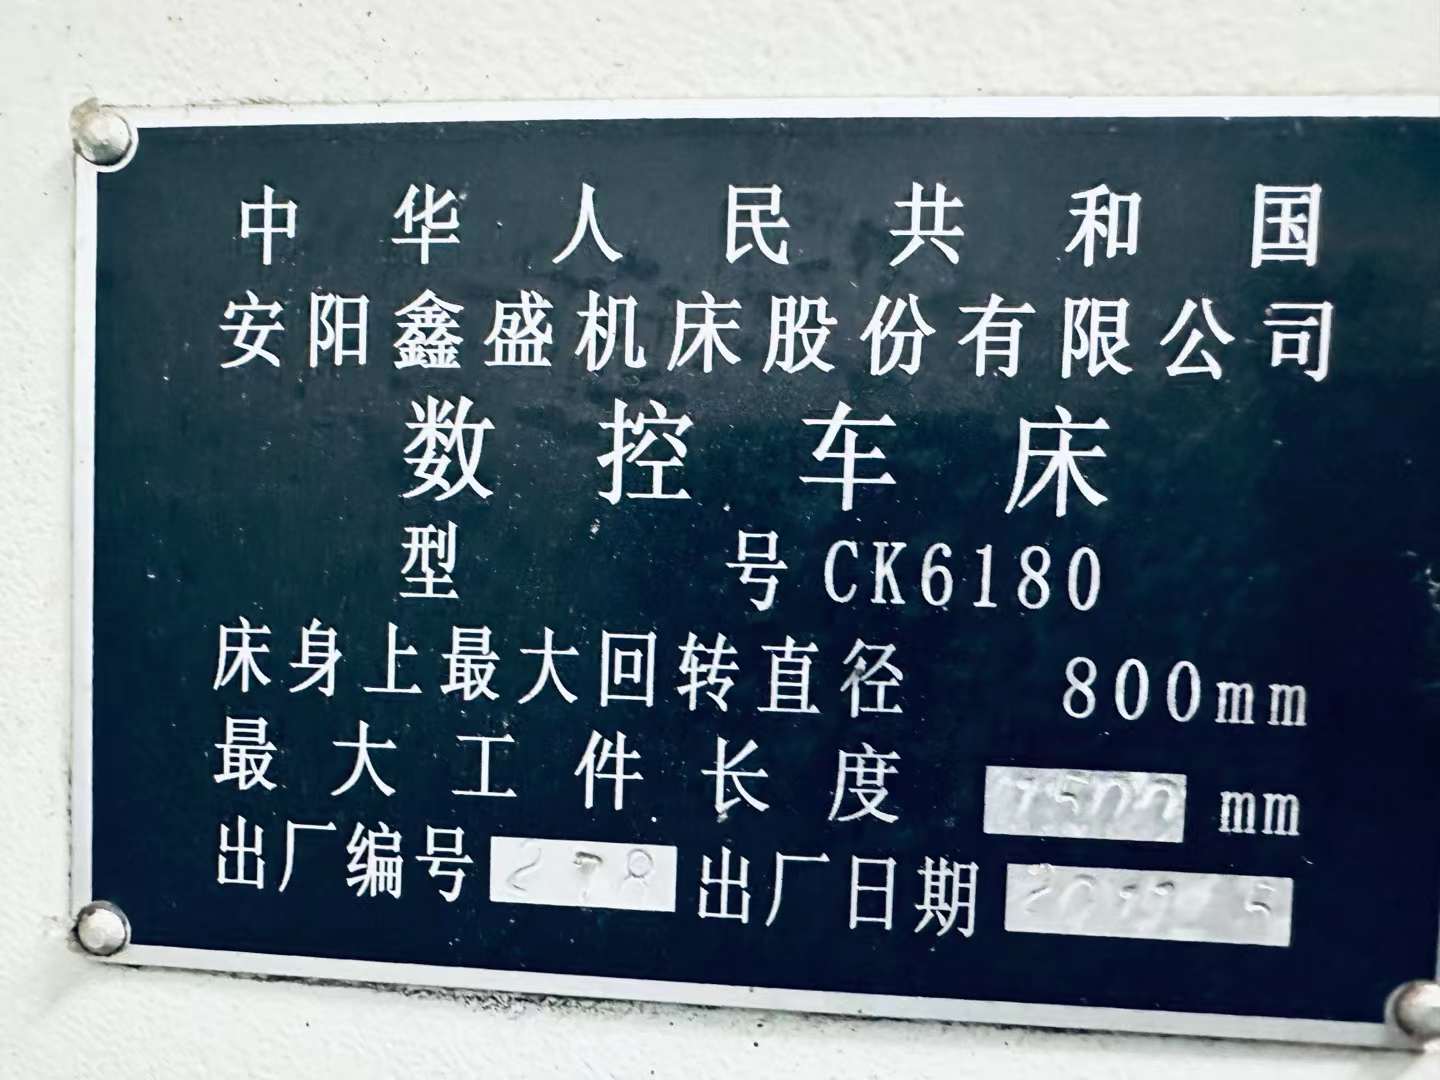 中华人民共和国
安阳鑫盛机床股份有限公司
数控车床
型号 CK6180
床身上最大回转直径 800mm
最大工件长度 1500 mm
出厂编号 出厂日期